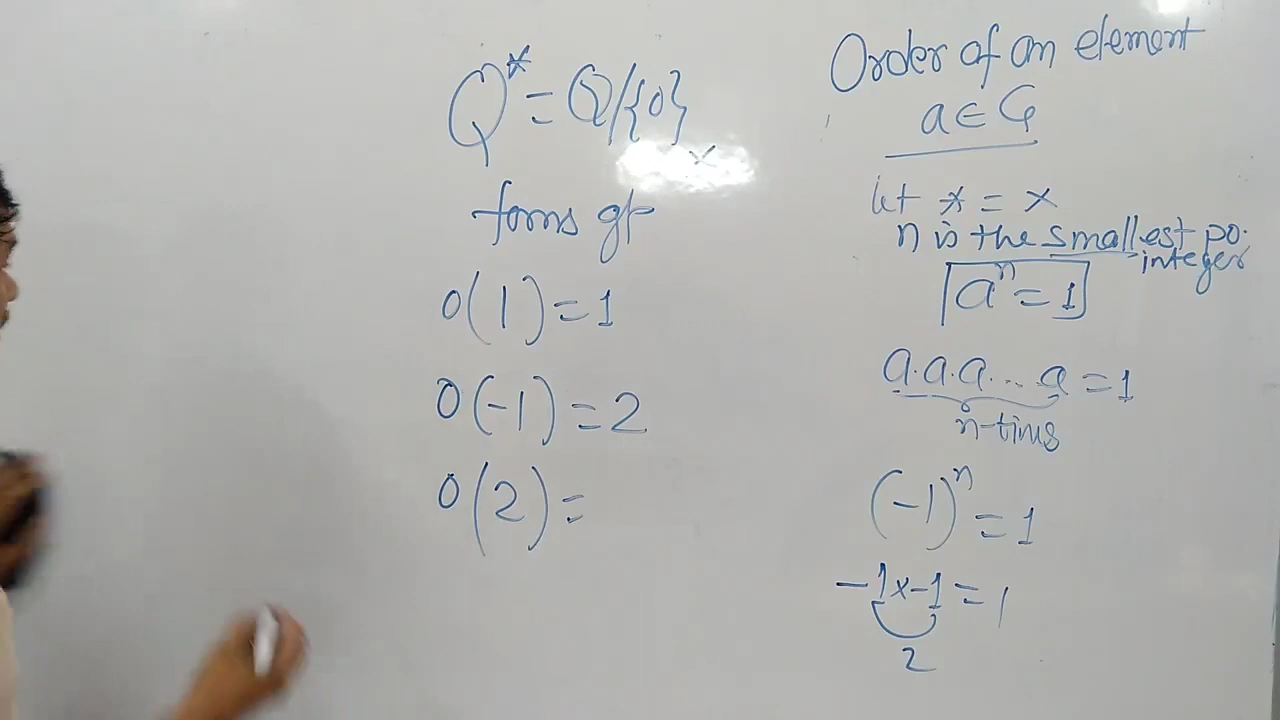 Q* = Q/{0}
×
forms gp
O(1) = 1
O(-1) = 2
O(2) =
Order of an element
a ∈ G
let * = ×
n is the smallest po.
integer
aⁿ = 1
a.a.a... a = 1
n-times
(-1)ⁿ = 1
-1×-1 = 1
2